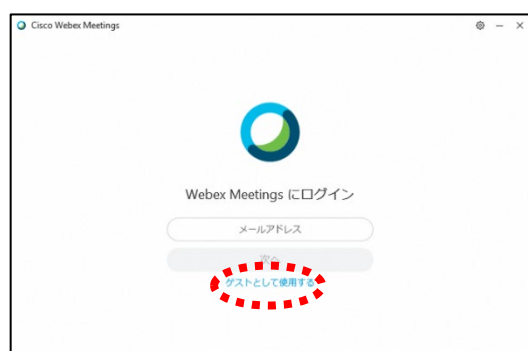 Cisco Webex Meetings
Webex Meetings にログイン
メールアドレス
次へ
ゲストとして使用する